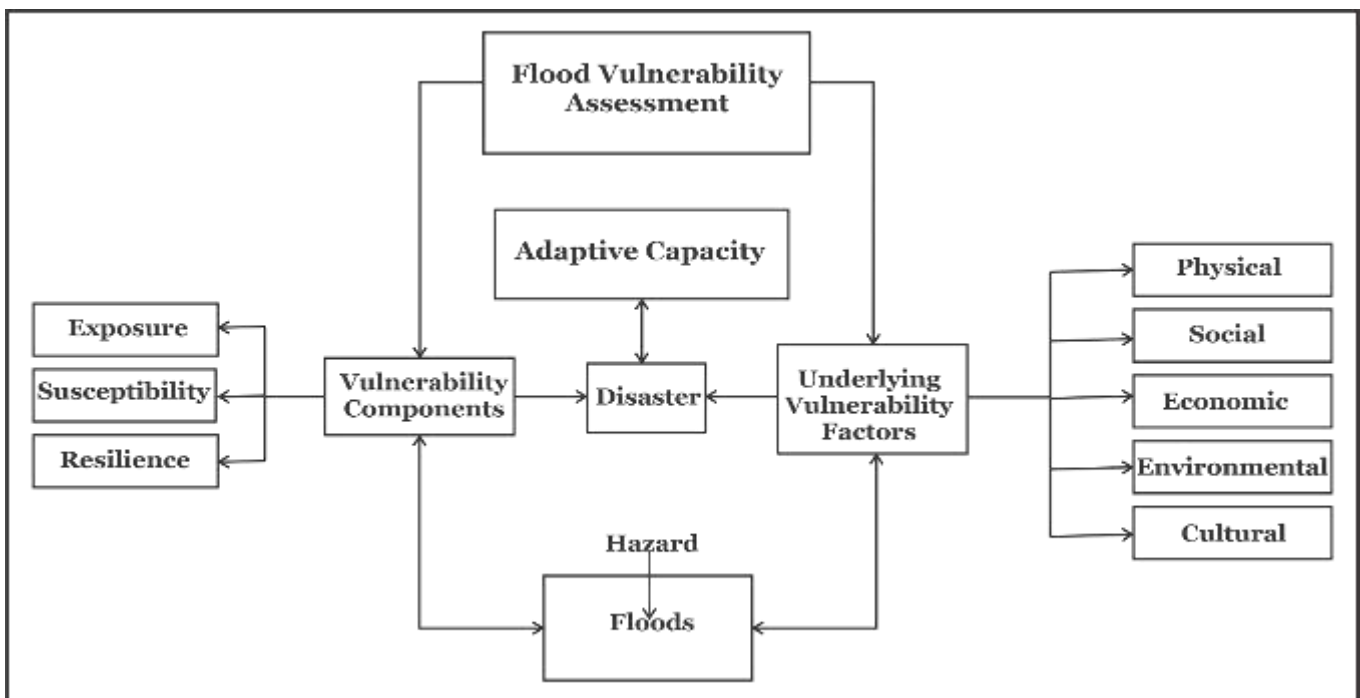 Flood Vulnerability
Assessment
Adaptive Capacity
Exposure
Susceptibility
Resilience
Vulnerability
Components
Disaster
Underlying
Vulnerability
Factors
Physical
Social
Economic
Environmental
Cultural
Hazard
Floods